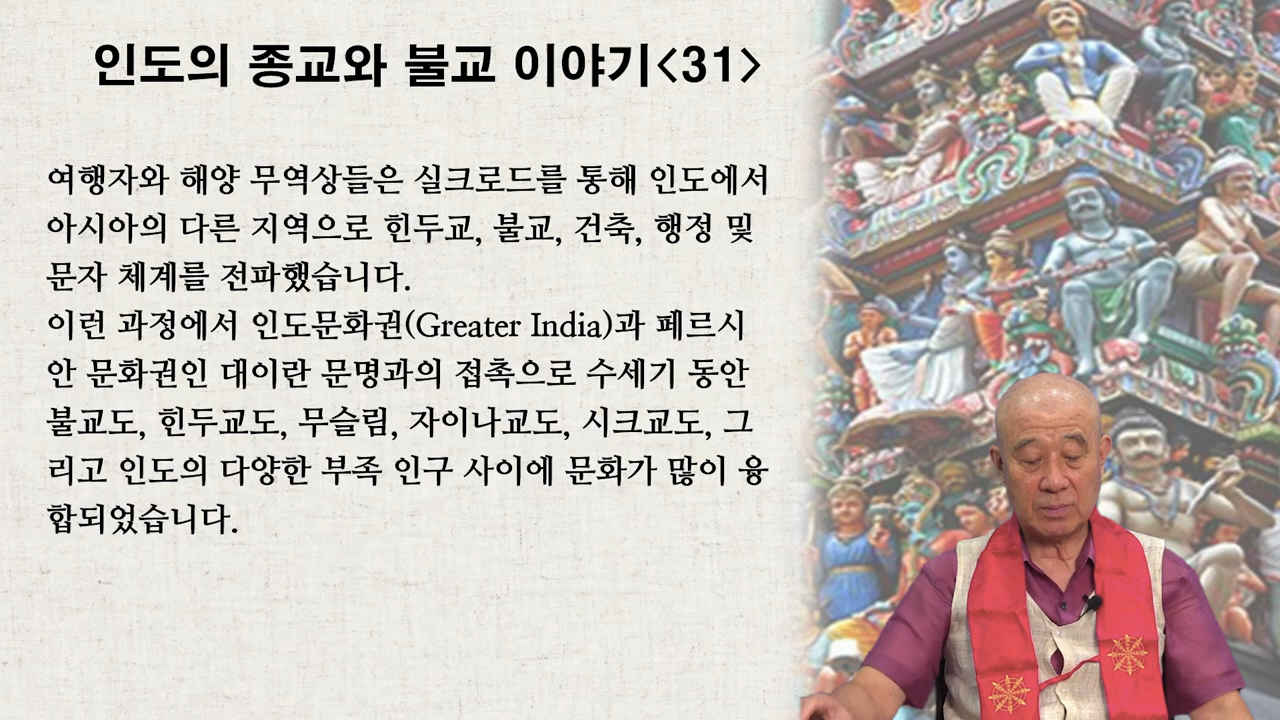 인도의 종교와 불교 이야기<31>
여행자와 해양 무역상들은 실크로드를 통해 인도에서
아시아의 다른 지역으로 힌두교, 불교, 건축, 행정 및
문자 체계를 전파했습니다.
이런 과정에서 인도문화권(Greater India)과 페르시
안 문화권인 대이란 문명과의 접촉으로 수세기 동안
불교도, 힌두교도, 무슬림, 자이나교도, 시크교도, 그
리고 인도의 다양한 부족 인구 사이에 문화가 많이 융
합되었습니다.